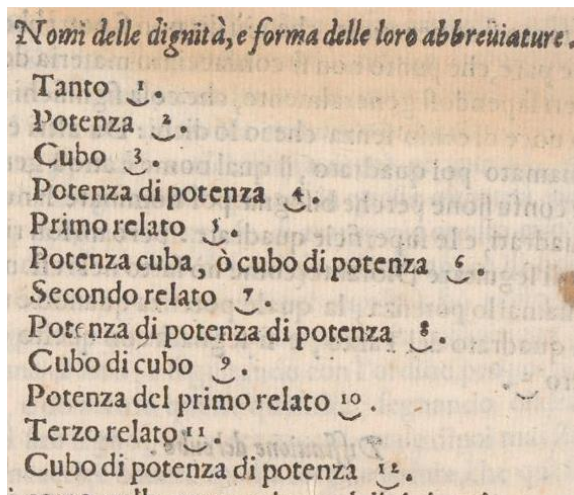 Nomi delle dignità, e forma delle loro abbreuiature.
Tanto 1.
Potenza 2.
Cubo 3.
Potenza di potenza 4.
Primo relato 5.
Potenza cuba, ò cubo di potenza 6.
Secondo relato 7
Potenza di potenza di potenza 8.
Cubo di cubo 9.
Potenza del primo relato 10.
Terzo relato 11.
Cubo di potenza di potenza 12.